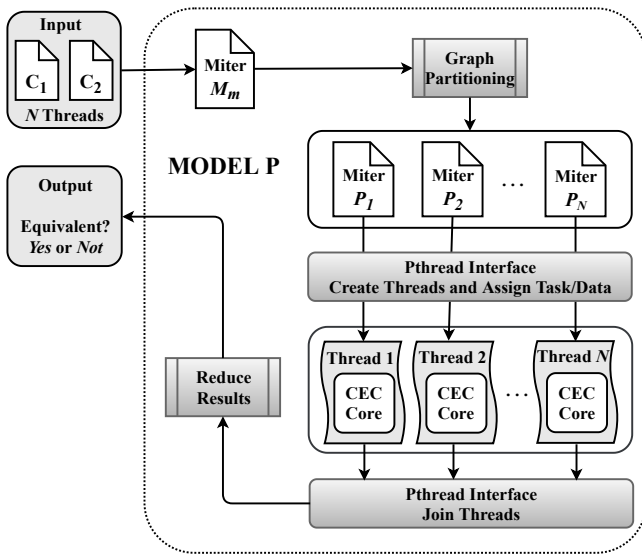 Input
C1 C2
N Threads
Miter
Mm
Graph
Partitioning
MODEL P
Miter
P1
Miter
P2
...
Miter
PN
Output
Equivalent?
Yes or Not
Pthread Interface
Create Threads and Assign Task/Data
Thread 1
CEC
Core
Thread 2
CEC
Core
...
Thread N
CEC
Core
Reduce
Results
Pthread Interface
Join Threads